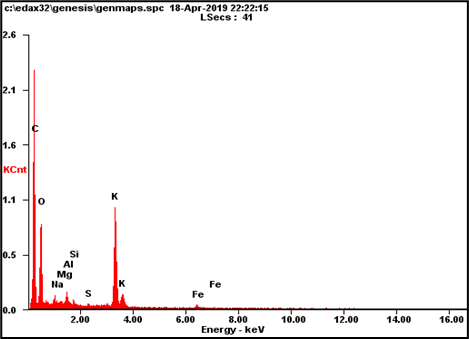 c:\edax32\genesis\genmaps.spc 18-Apr-2019 22:22:15
LSecs : 41
2.6
C
2.1
1.6
KCnt
1.1
O
K
0.5
Si
Al
Mg
Na
S
K
Fe
Fe
0.0
2.00 4.00 6.00 8.00 10.00 12.00 14.00 16.00
Energy - keV